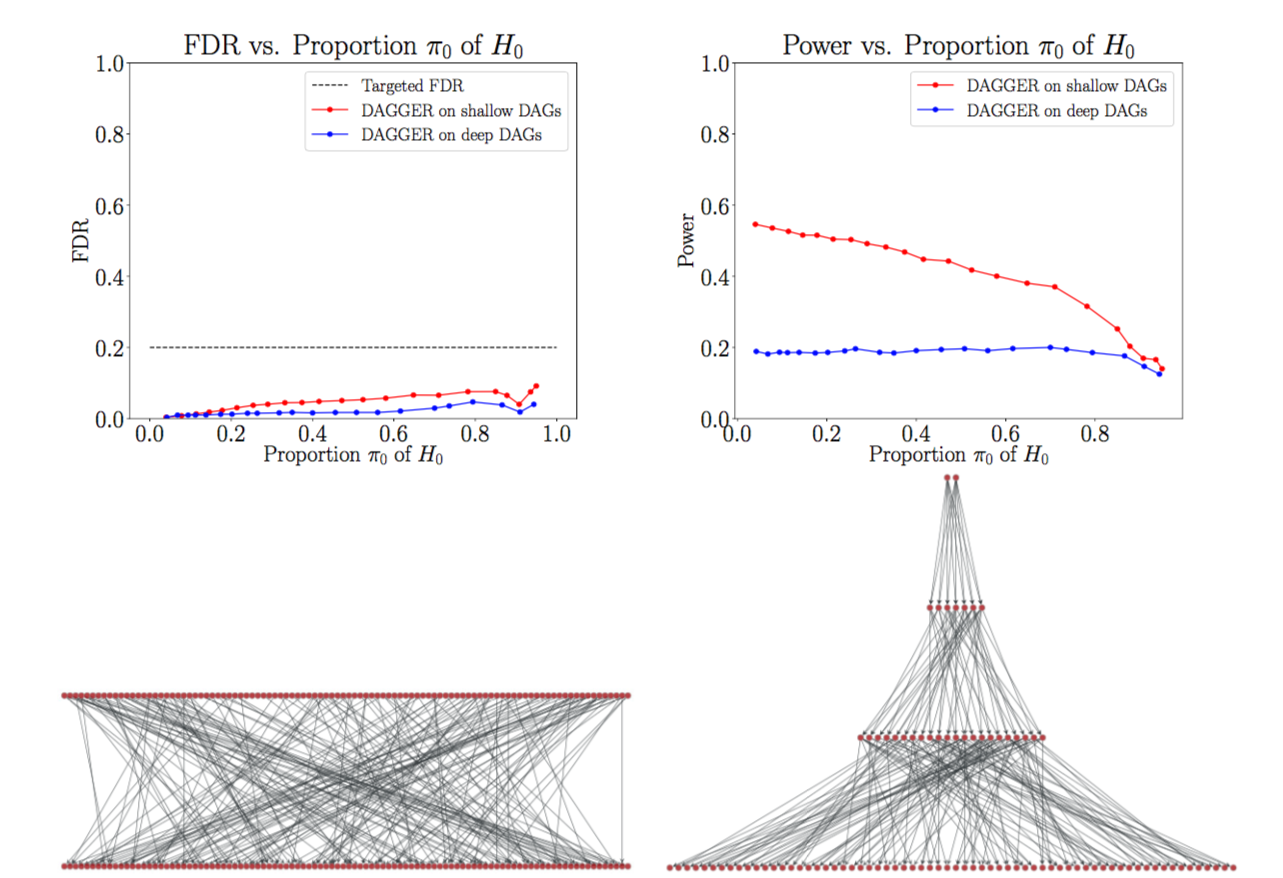 FDR vs. Proportion π₀ of H₀
1.0
0.8
0.6
0.4
0.2
0.0
FDR
Targeted FDR
DAGGER on shallow DAGs
DAGGER on deep DAGs
0.0 0.2 0.4 0.6 0.8 1.0
Proportion π₀ of H₀
Power vs. Proportion π₀ of H₀
1.0
0.8
0.6
0.4
0.2
0.0
Power
DAGGER on shallow DAGs
DAGGER on deep DAGs
0.0 0.2 0.4 0.6 0.8
Proportion π₀ of H₀